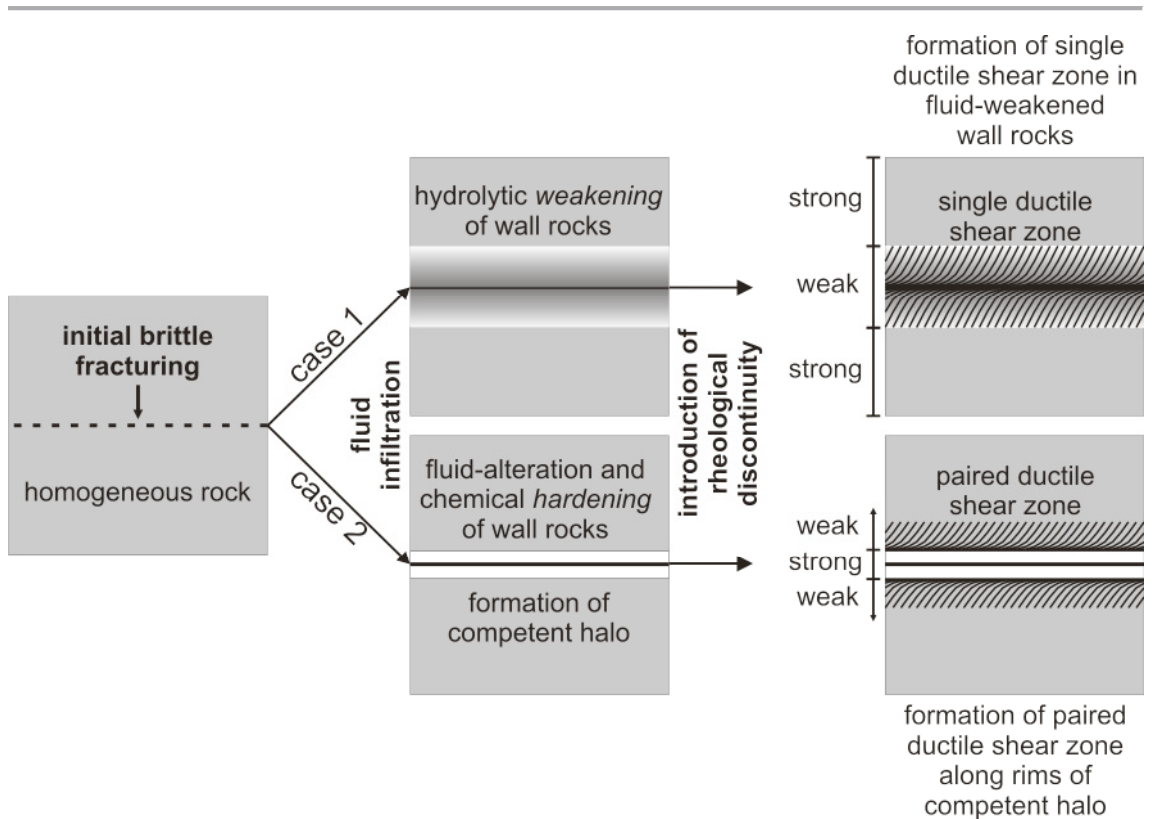 initial brittle
fracturing
homogeneous rock
case 1
case 2
fluid
infiltration
hydrolytic weakening
of wall rocks
fluid-alteration and
chemical hardening
of wall rocks
formation of
competent halo
introduction of
rheological
discontinuity
formation of single
ductile shear zone in
fluid-weakened
wall rocks
strong
weak
strong
single ductile
shear zone
paired ductile
shear zone
weak
strong
weak
formation of paired
ductile shear zone
along rims of
competent halo